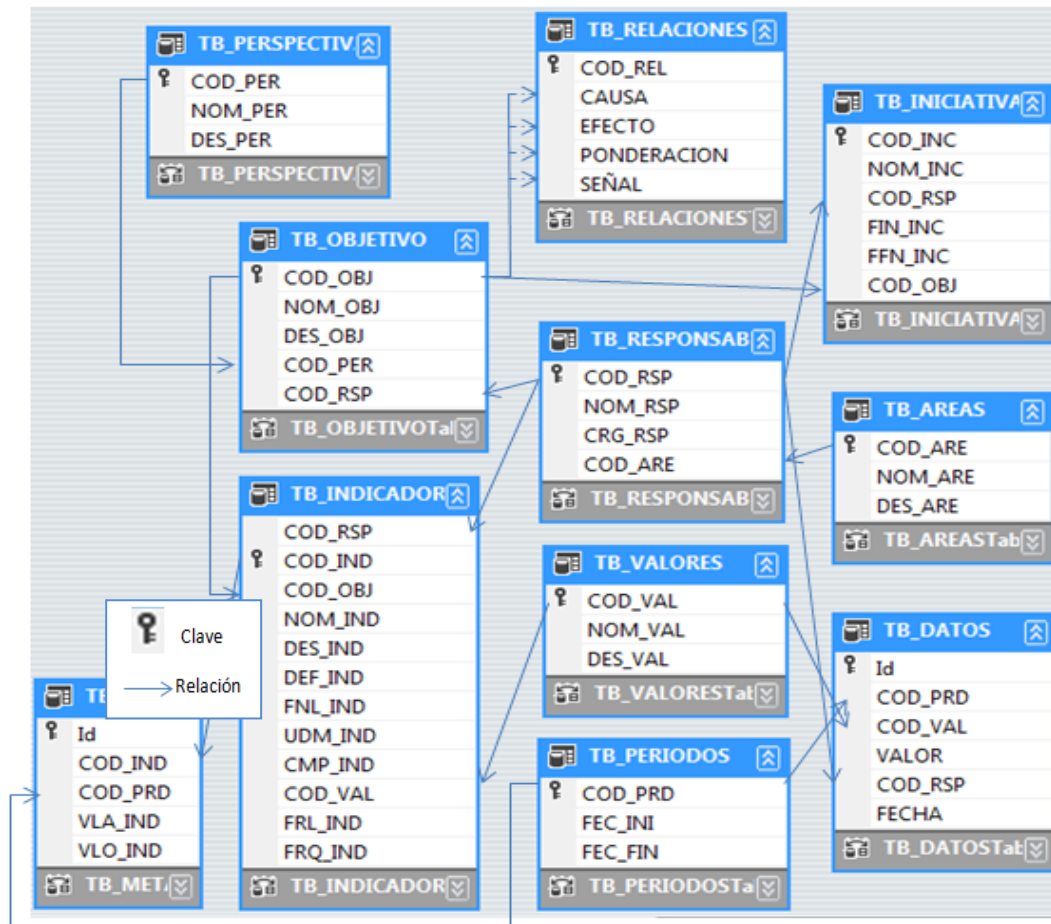 TB_PERSPECTIV
COD_PER
NOM_PER
DES_PER
TB_PERSPECTIV
TB_RELACIONES
COD_REL
CAUSA
EFECTO
PONDERACION
SEÑAL
TB_RELACIONES
TB_INICIATIVA
COD_INC
NOM_INC
COD_RSP
FIN_INC
FFN_INC
COD_OBJ
TB_INICIATIVA
TB_OBJETIVO
COD_OBJ
NOM_OBJ
DES_OBJ
COD_PER
COD_RSP
TB_OBJETIVOTal
TB_RESPONSAB
COD_RSP
NOM_RSP
CRG_RSP
COD_ARE
TB_RESPONSAB
TB_AREAS
COD_ARE
NOM_ARE
DES_ARE
TB_AREASTab
TB_INDICADOR
COD_RSP
COD_IND
COD_OBJ
NOM_IND
DES_IND
DEF_IND
FNL_IND
UDM_IND
CMP_IND
COD_VAL
FRL_IND
FRQ_IND
TB_INDICADOR
TB_VALORES
COD_VAL
NOM_VAL
DES_VAL
TB_VALORESTab
TB_DATOS
Id
COD_PRD
COD_VAL
VALOR
COD_RSP
FECHA
TB_DATOSTab
Clave
Relación
Id
COD_IND
COD_PRD
VLA_IND
VLO_IND
TB_META
TB_PERIODOS
COD_PRD
FEC_INI
FEC_FIN
TB_PERIODOSTa